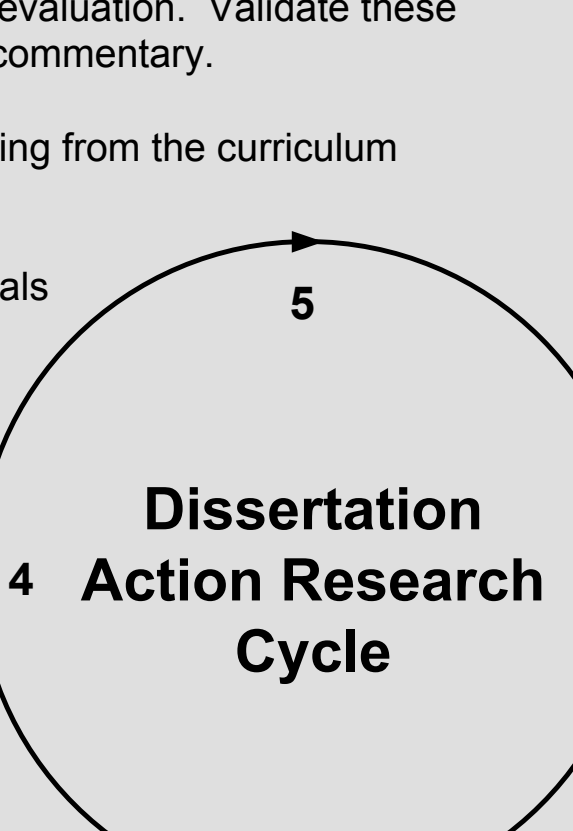 evaluation. Validate these
commentary.
ing from the curriculum
als
5
Dissertation
4 Action Research
Cycle